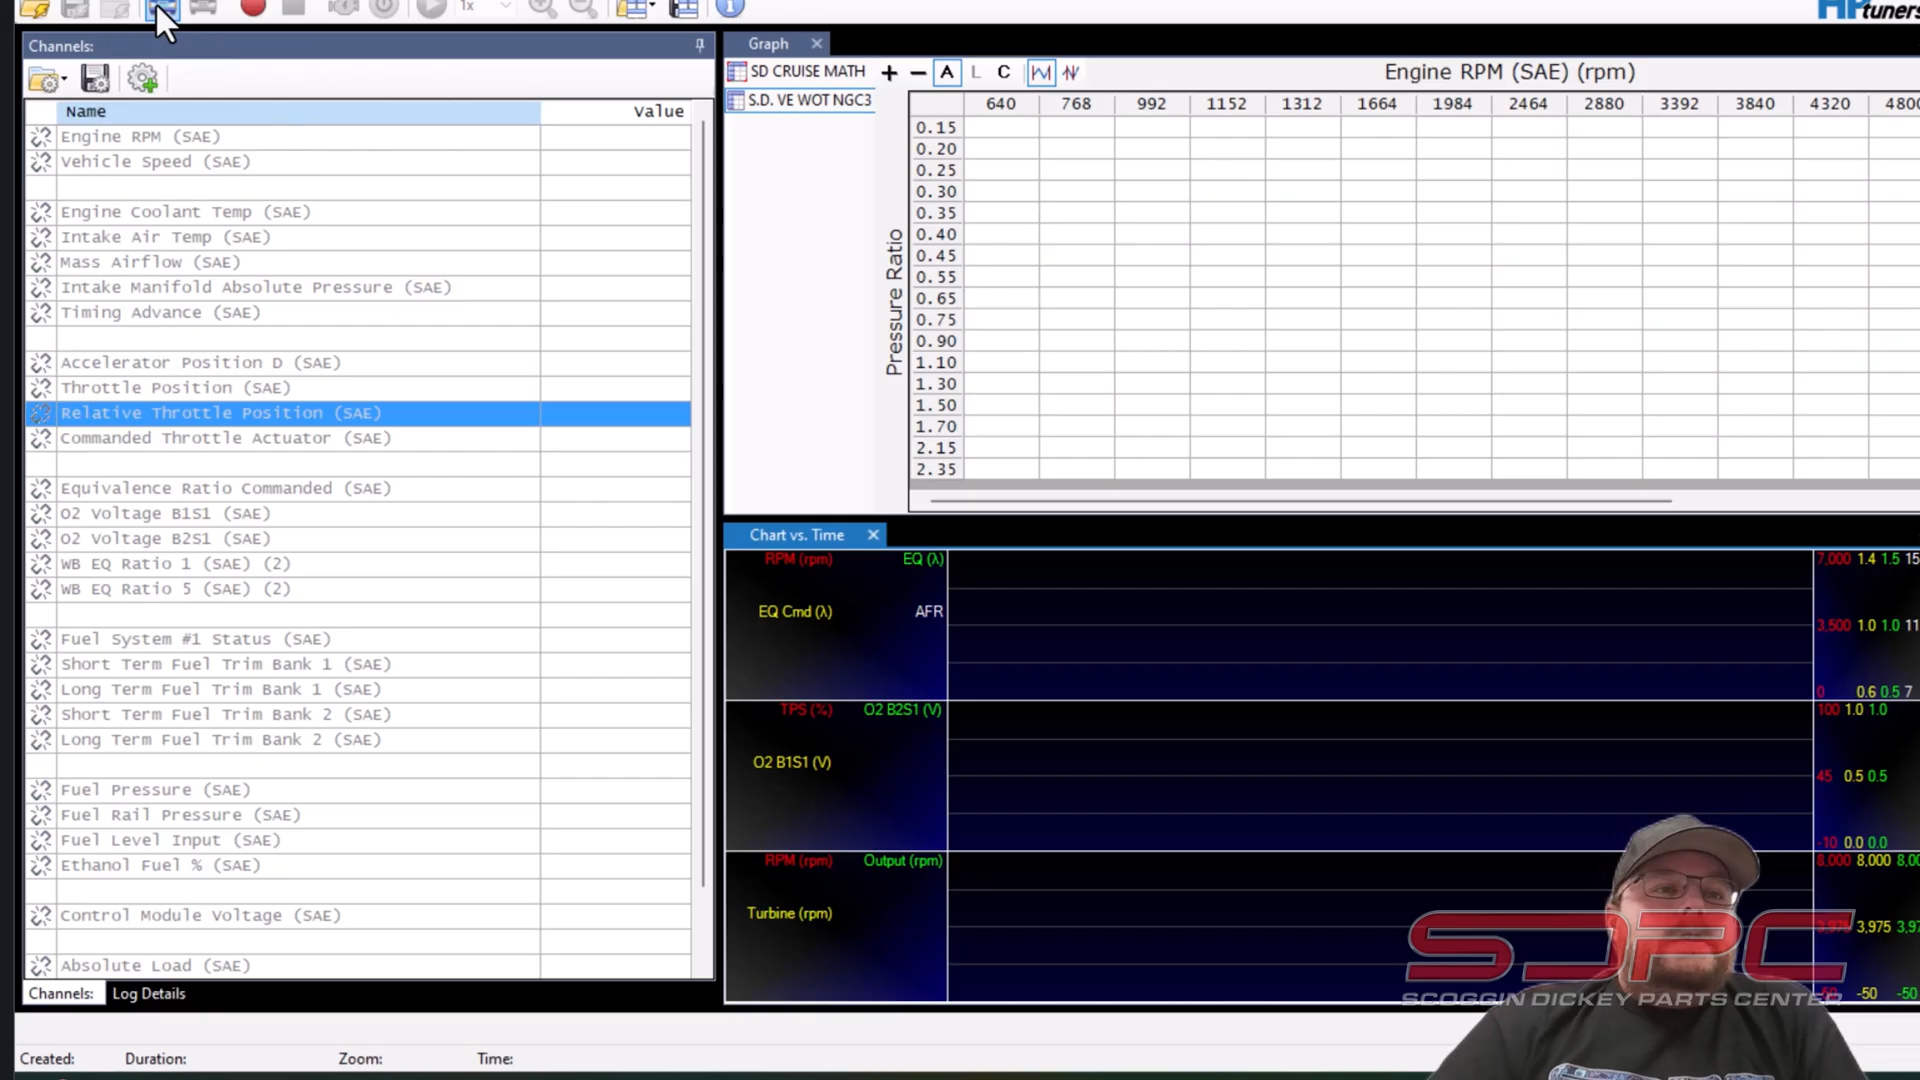 1x
HP tuners
Channels:
Name Value
Engine RPM (SAE)
Vehicle Speed (SAE)
Engine Coolant Temp (SAE)
Intake Air Temp (SAE)
Mass Airflow (SAE)
Intake Manifold Absolute Pressure (SAE)
Timing Advance (SAE)
Accelerator Position D (SAE)
Throttle Position (SAE)
Relative Throttle Position (SAE)
Commanded Throttle Actuator (SAE)
Equivalence Ratio Commanded (SAE)
O2 Voltage B1S1 (SAE)
O2 Voltage B2S1 (SAE)
WB EQ Ratio 1 (SAE) (2)
WB EQ Ratio 5 (SAE) (2)
Fuel System #1 Status (SAE)
Short Term Fuel Trim Bank 1 (SAE)
Long Term Fuel Trim Bank 1 (SAE)
Short Term Fuel Trim Bank 2 (SAE)
Long Term Fuel Trim Bank 2 (SAE)
Fuel Pressure (SAE)
Fuel Rail Pressure (SAE)
Fuel Level Input (SAE)
Ethanol Fuel % (SAE)
Control Module Voltage (SAE)
Absolute Load (SAE)
Channels: Log Details
Graph
SD CRUISE MATH
S.D. VE WOT NGC3
A L C
Engine RPM (SAE) (rpm)
640 768 992 1152 1312 1664 1984 2464 2880 3392 3840 4320 4800
Pressure Ratio
0.15
0.20
0.25
0.30
0.35
0.40
0.45
0.55
0.65
0.75
0.90
1.10
1.30
1.50
1.70
2.15
2.35
Chart vs. Time
RPM (rpm) EQ (λ)
7,000 1.4 1.5 15
EQ Cmd (λ) AFR
3,500 1.0 1.0 11
0 0.6 0.5 7
TPS (%) O2 B2S1 (V)
100 1.0 1.0
O2 B1S1 (V)
45 0.5 0.5
-10 0.0 0.0
RPM (rpm) Output (rpm)
8,000 8,000 8,00
Turbine (rpm)
3,975 3,975 3,97
-50 -50
SDPC
SCOGGIN DICKEY PARTS CENTER
Created: Duration: Zoom: Time: